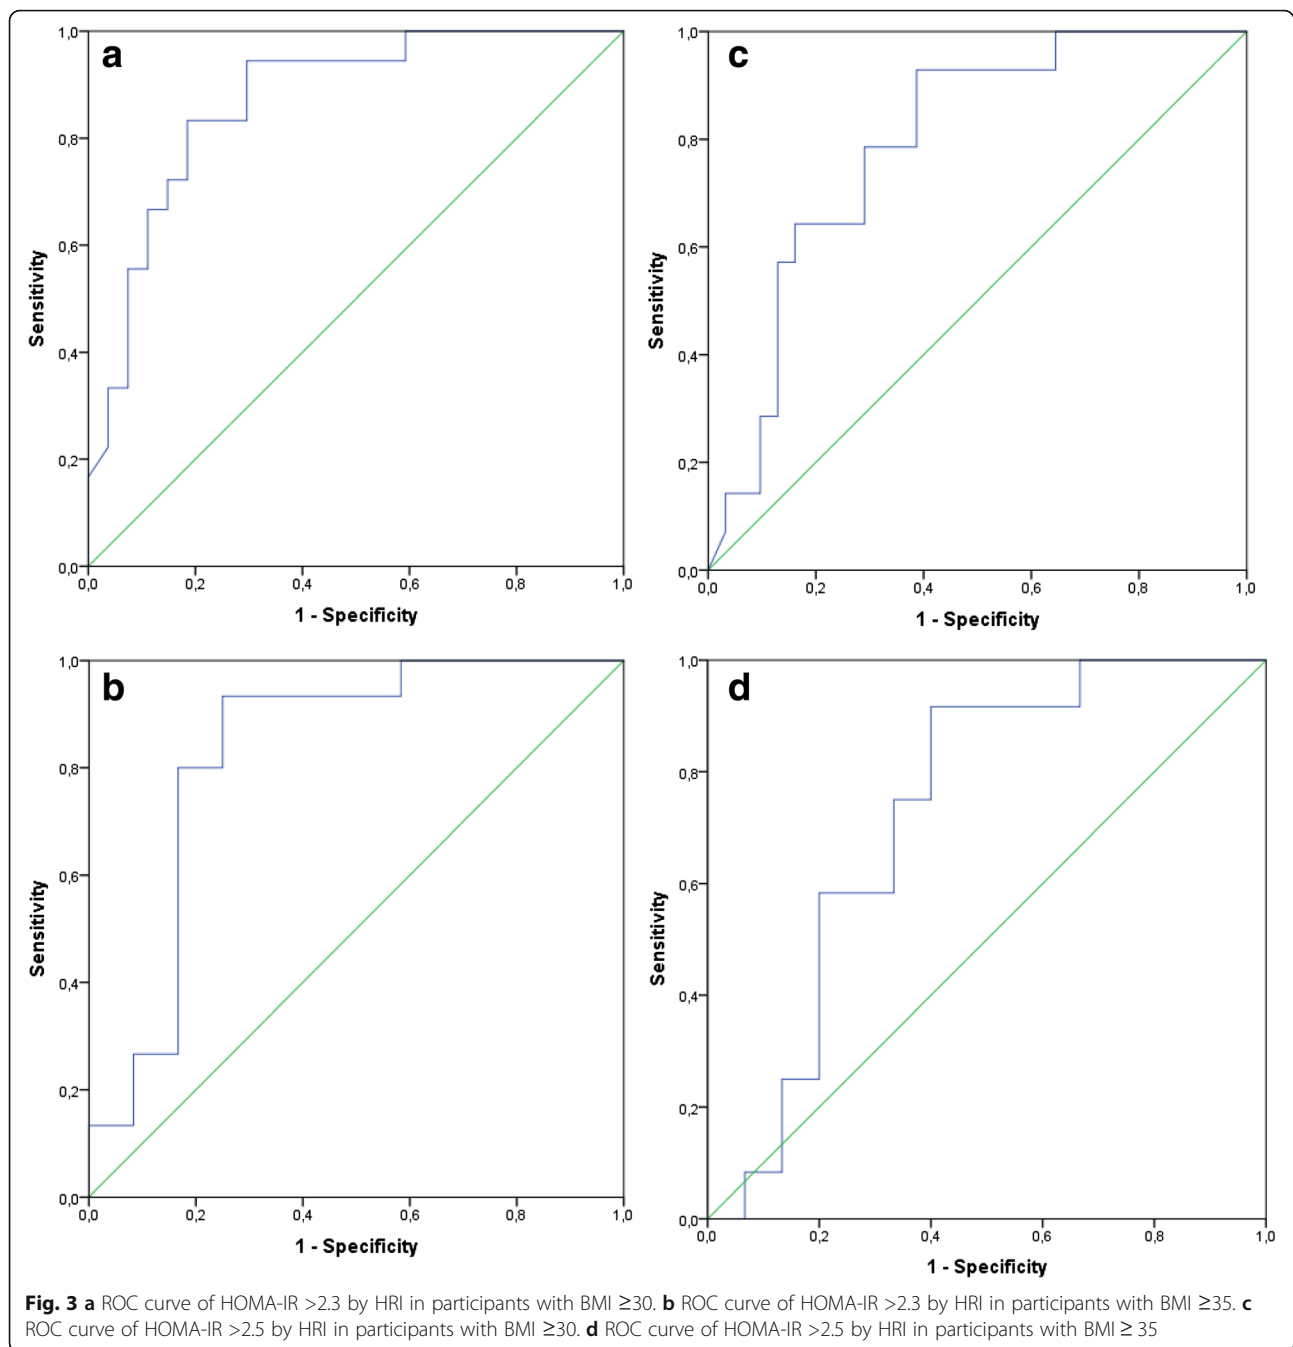 a
1,0
0,8
0,6
0,4
0,2
0,0
Sensitivity
0,0 0,2 0,4 0,6 0,8 1,0
1 - Specificity
c
1,0
0,8
0,6
0,4
0,2
0,0
Sensitivity
0,0 0,2 0,4 0,6 0,8 1,0
1 - Specificity
b
1,0
0,8
0,6
0,4
0,2
0,0
Sensitivity
0,0 0,2 0,4 0,6 0,8 1,0
1 - Specificity
d
1,0
0,8
0,6
0,4
0,2
0,0
Sensitivity
0,0 0,2 0,4 0,6 0,8 1,0
1 - Specificity
Fig. 3 a ROC curve of HOMA-IR >2.3 by HRI in participants with BMI ≥30. b ROC curve of HOMA-IR >2.3 by HRI in participants with BMI ≥35. c
ROC curve of HOMA-IR >2.5 by HRI in participants with BMI ≥30. d ROC curve of HOMA-IR >2.5 by HRI in participants with BMI ≥ 35